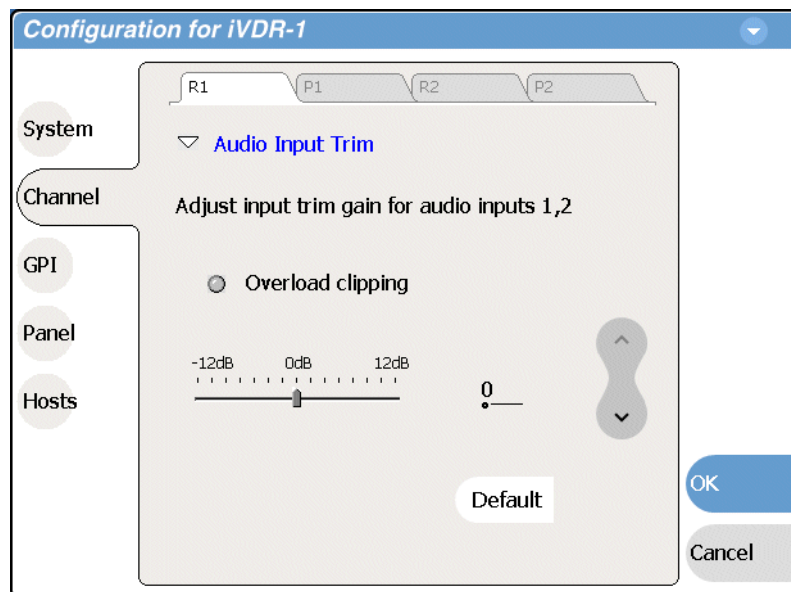 Configuration for iVDR-1
R1 P1 R2 P2
System
Channel
GPI
Panel
Hosts
Audio Input Trim
Adjust input trim gain for audio inputs 1,2
Overload clipping
-12dB 0dB 12dB
0
Default
OK
Cancel